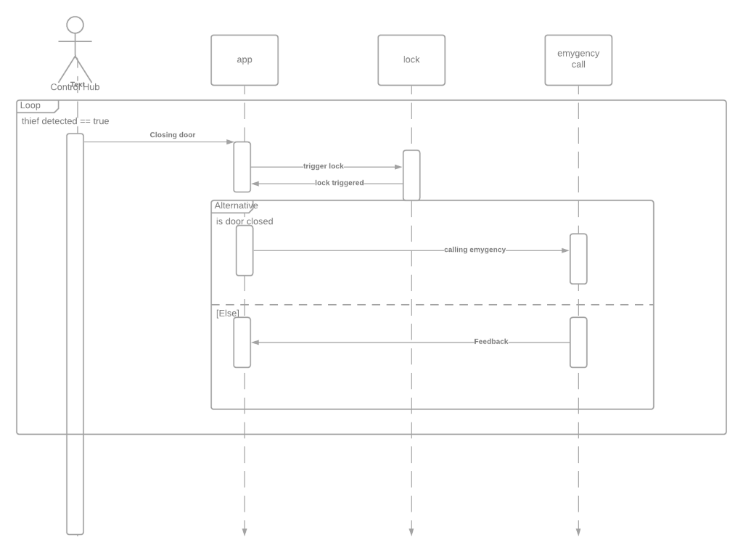 app
lock
emygency
call
Text
Control Hub
Loop
thief detected == true
Closing door
trigger lock
lock triggered
Alternative
is door closed
calling emygency
[Else]
Feedback